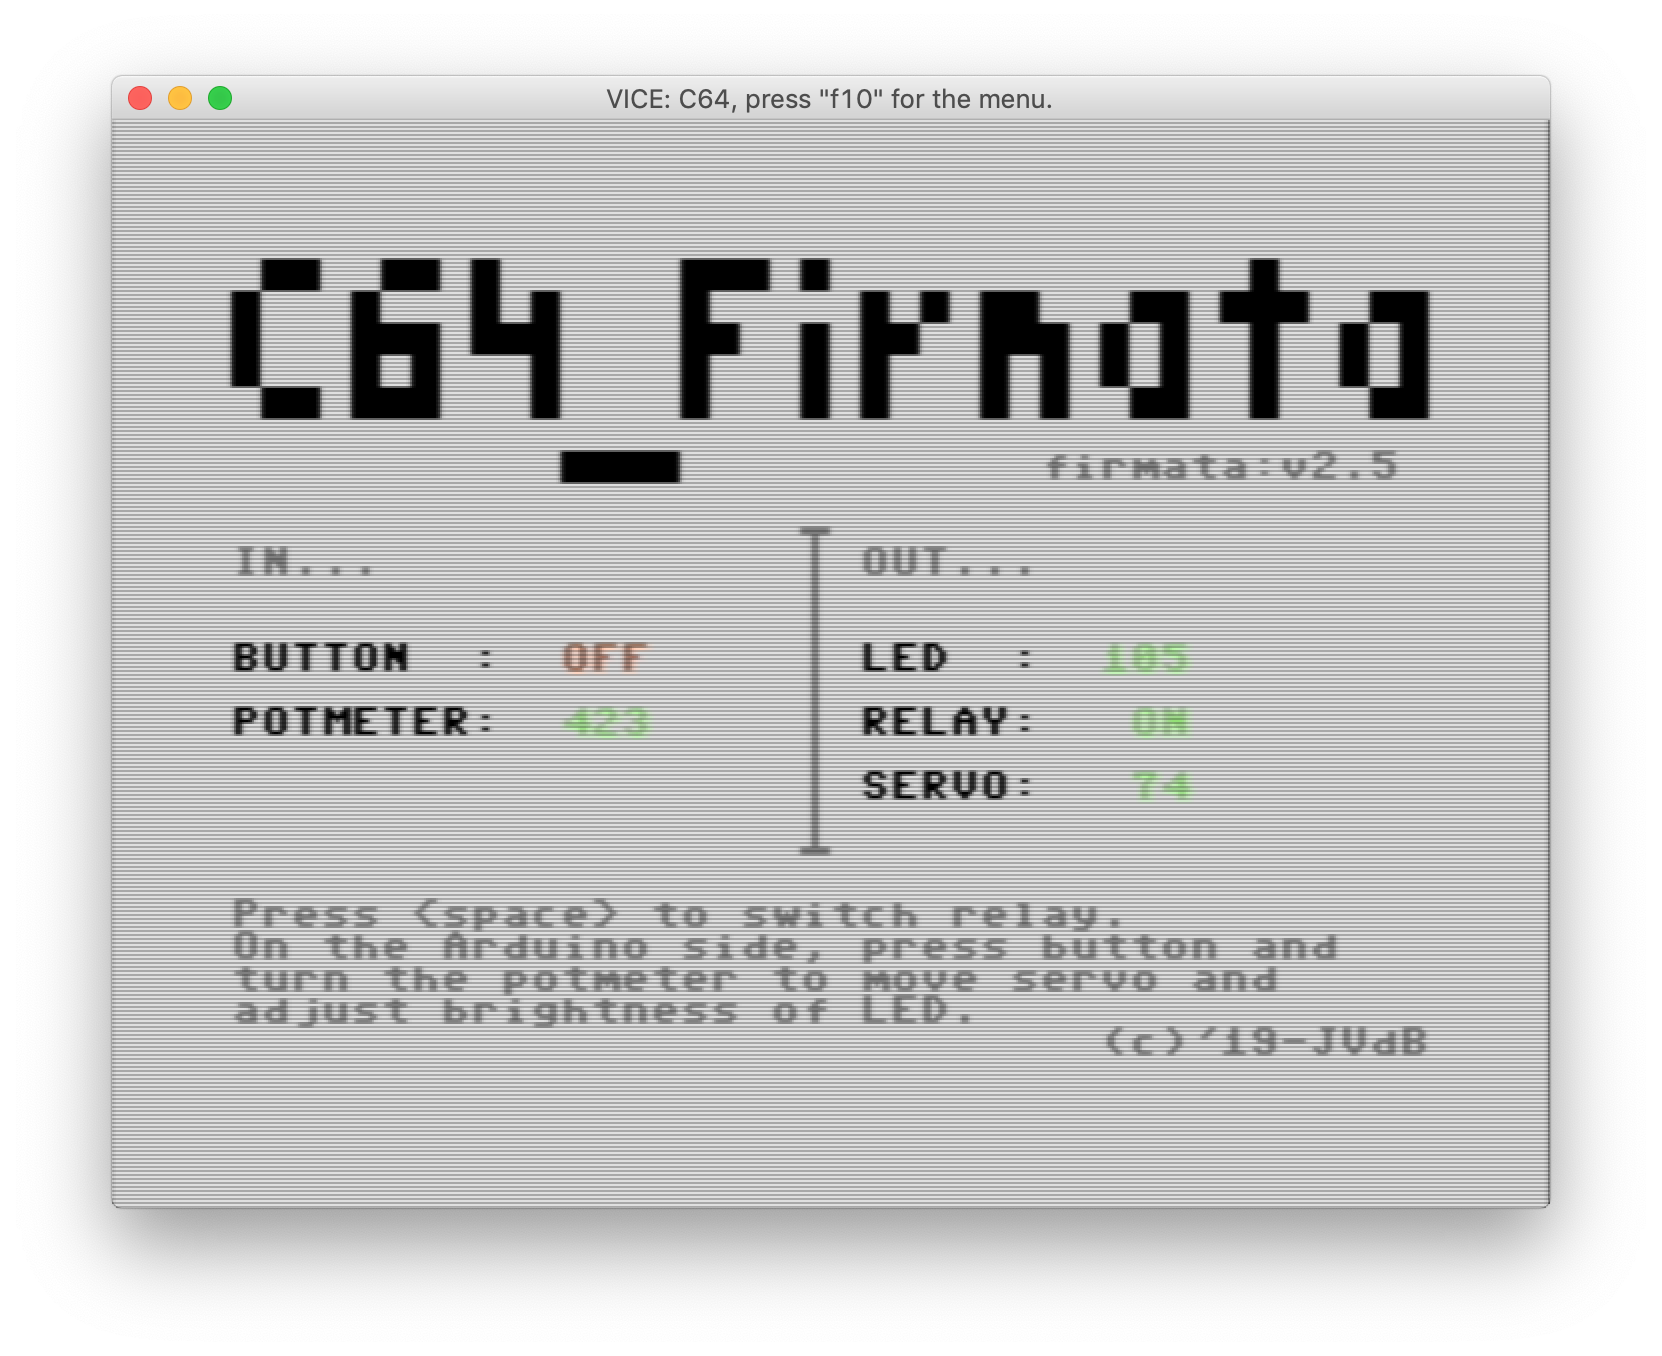 VICE: C64, press "f10" for the menu.
C64 Firmata
firmata:v2.5
IN...
BUTTON : OFF
POTMETER: 423
OUT...
LED : 105
RELAY: ON
SERVO: 74
Press <space> to switch relay.
On the Arduino side, press button and
turn the potmeter to move servo and
adjust brightness of LED.
(c)'19-JVdB